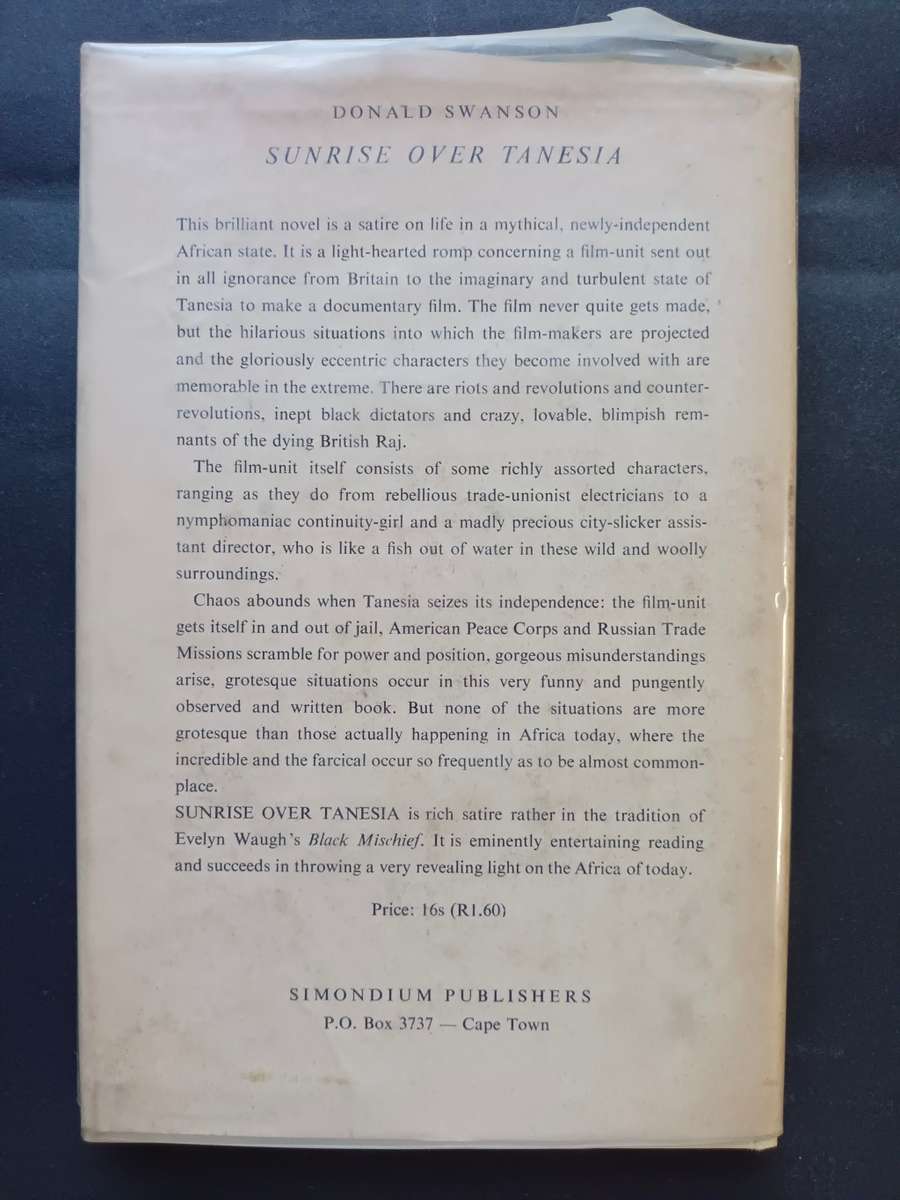 DONALD SWANSON
SUNRISE OVER TANESIA
This brilliant novel is a satire on life in a mythical, newly-independent
African state. It is a light-hearted romp concerning a film-unit sent out
in all ignorance from Britain to the imaginary and turbulent state of
Tanesia to make a documentary film. The film never quite gets made,
but the hilarious situations into which the film-makers are projected
and the gloriously eccentric characters they become involved with are
memorable in the extreme. There are riots and revolutions and counter-
revolutions, inept black dictators and crazy, lovable, blimpish rem-
nants of the dying British Raj.
The film-unit itself consists of some richly assorted characters,
ranging as they do from rebellious trade-unionist electricians to a
nymphomaniac continuity-girl and a madly precious city-slicker assis-
tant director, who is like a fish out of water in these wild and woolly
surroundings.
Chaos abounds when Tanesia seizes its independence: the film-unit
gets itself in and out of jail, American Peace Corps and Russian Trade
Missions scramble for power and position, gorgeous misunderstandings
arise, grotesque situations occur in this very funny and pungently
observed and written book. But none of the situations are more
grotesque than those actually happening in Africa today, where the
incredible and the farcical occur so frequently as to be almost common-
place.
SUNRISE OVER TANESIA is rich satire rather in the tradition of
Evelyn Waugh's Black Mischief. It is eminently entertaining reading
and succeeds in throwing a very revealing light on the Africa of today.
Price: 16s (R1.60)
SIMONDIUM PUBLISHERS
P.O. Box 3737 — Cape Town